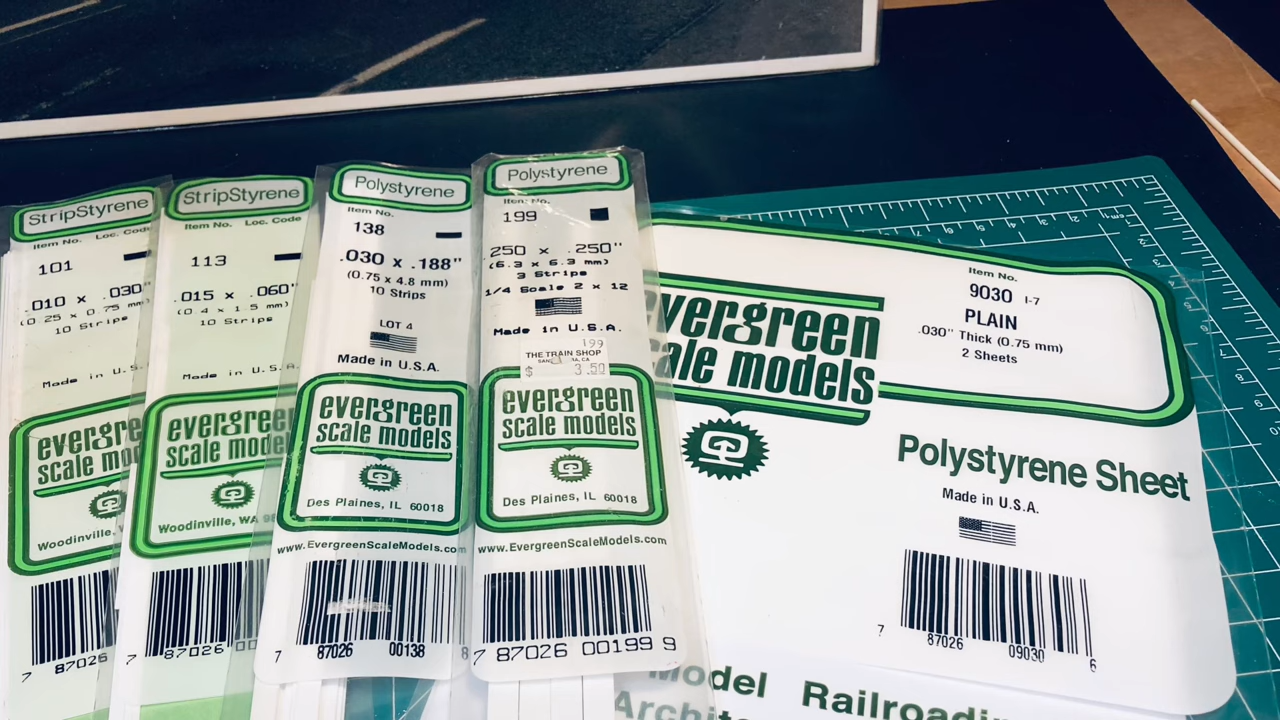 StripStyrene
Item No. Loc. Code
101
.010 x .030"
(0.25 x 0.75 mm)
10 Strips
Made in U.S.
evergre
scale mo
Woodinville,
7 87026
StripStyrene
Item No. Loc. Code
113
.015 x .060"
(0.4 x 1.5 mm)
10 Strips
Made in U.S.
evergreen
scale model
Woodinville, WA 98
7 87026 00
Polystyrene
Item No.
138
.030 x .188"
(0.75 x 4.8 mm)
10 Strips
LOT 4
Made in U.S.A.
evergreen
scale models
Des Plaines, IL 60018
www.EvergreenScaleModels.com
7 87026 00138 8
Polystyrene
Item No.
199
250 x .250"
(6.3 x 6.3 mm)
3 Strips
1/4 Scale 2 x 12
Made in U.S.A.
199
THE TRAIN SHOP
CA
$ 3.50
evergreen
scale models
Des Plaines, IL 60018
www.EvergreenScaleModels.com
7 87026 00199 9
evergreen
scale models
Item No.
9030 I-7
PLAIN
.030" Thick (0.75 mm)
2 Sheets
Polystyrene Sheet
Made in U.S.A.
7 87026 09030 6
Model Railroadin
Archite